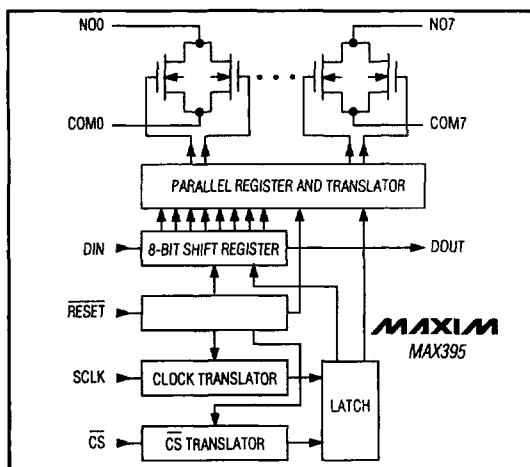 NO0 NO7
COM0 COM7
PARALLEL REGISTER AND TRANSLATOR
DIN 8-BIT SHIFT REGISTER DOUT
RESET
MAXIM
MAX395
SCLK CLOCK TRANSLATOR
LATCH
CS CS TRANSLATOR